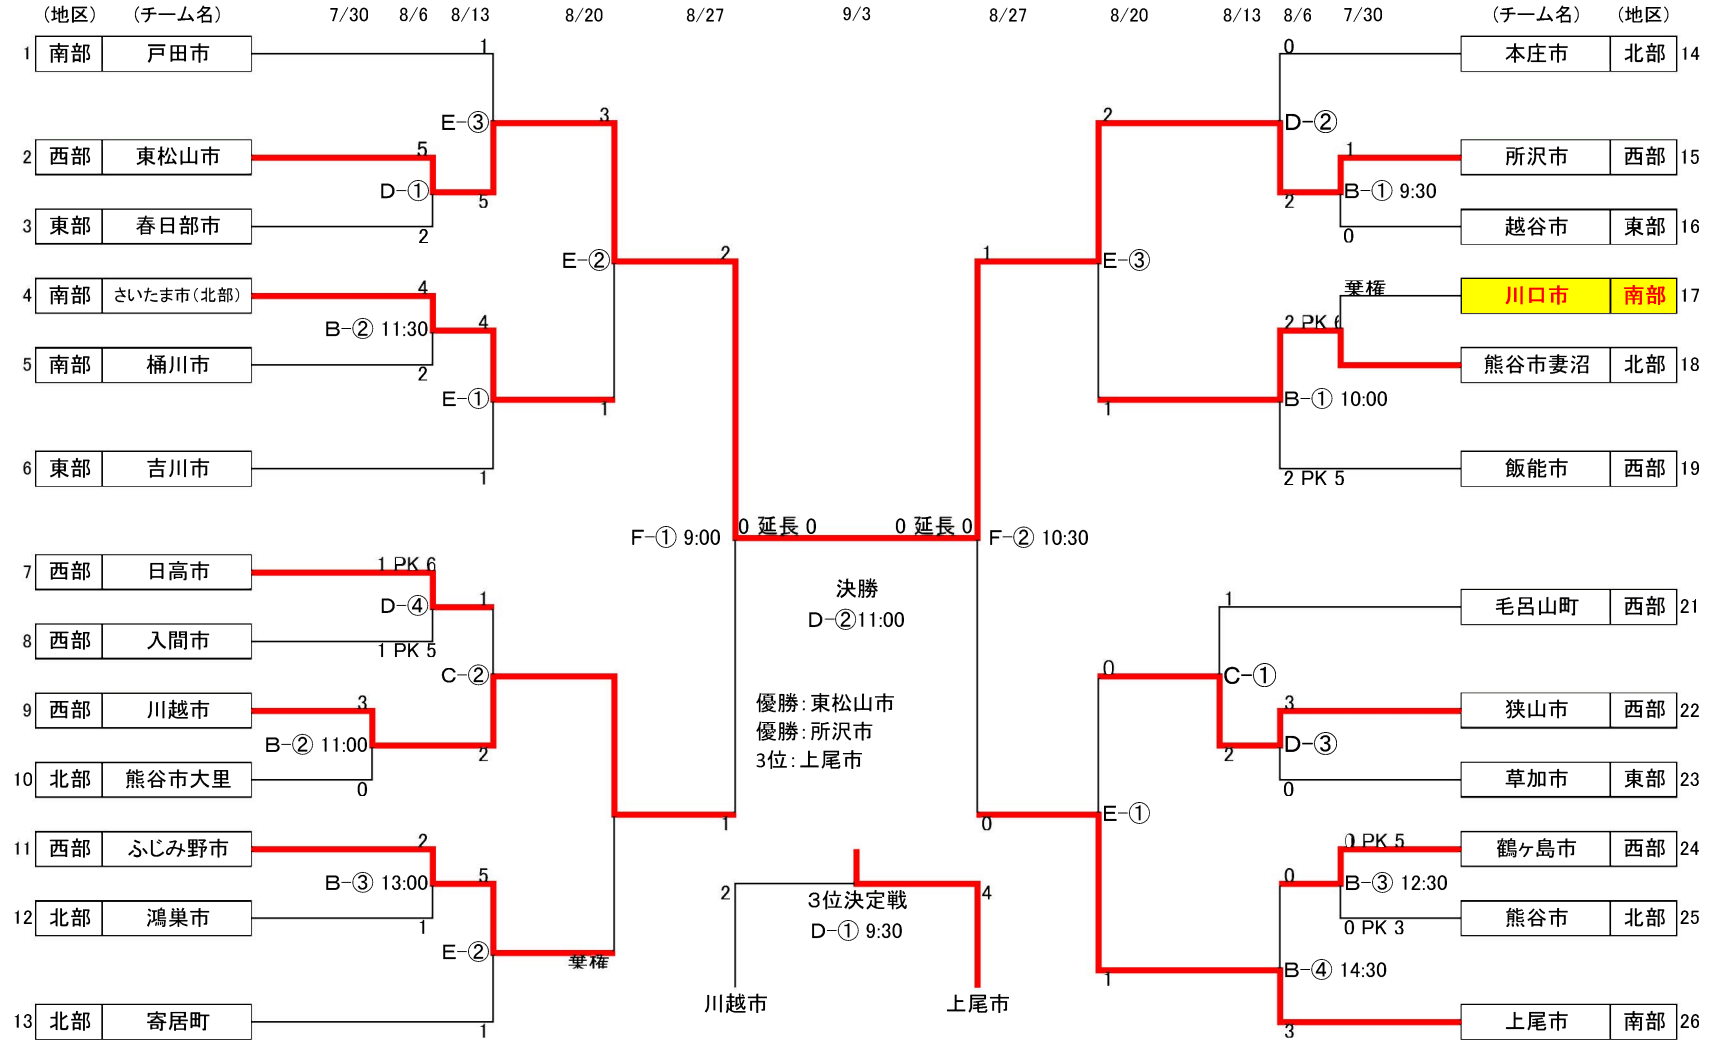 (地区) (チーム名) 7/30 8/6 8/13 8/20 8/27 9/3 8/27 8/20 8/13 8/6 7/30 (チーム名) (地区)
1 南部 戸田市 1 0 本庄市 北部 14
E-③ 3 2 D-②
2 西部 東松山市 5 1 所沢市 西部 15
D-① 5 2 B-① 9:30
3 東部 春日部市 2 0 越谷市 東部 16
E-② 2 1 E-③
4 南部 さいたま市(北部) 4 棄権 川口市 南部 17
B-② 11:30 4 2 PK 6
5 南部 桶川市 2 熊谷市妻沼 北部 18
E-① 1 1 B-① 10:00
6 東部 吉川市 1 2 PK 5 飯能市 西部 19
F-① 9:00 0 延長 0 0 延長 0 F-② 10:30
7 西部 日高市 1 PK 6
決勝
D-④ 1 1 毛呂山町 西部 21
D-②11:00
8 西部 入間市 1 PK 5
C-② 0 C-①
優勝：東松山市
9 西部 川越市 3 3 狭山市 西部 22
優勝：所沢市
B-② 11:00 2 2 D-③
3位：上尾市
10 北部 熊谷市大里 0 0 草加市 東部 23
1 0 E-①
11 西部 ふじみ野市 2 0 PK 5 鶴ヶ島市 西部 24
B-③ 13:00 5 2 4 0 B-③ 12:30
3位決定戦
12 北部 鴻巣市 1 0 PK 3 熊谷市 北部 25
D-① 9:30
E-② 棄権 1 B-④ 14:30
川越市 上尾市
13 北部 寄居町 1 3 上尾市 南部 26